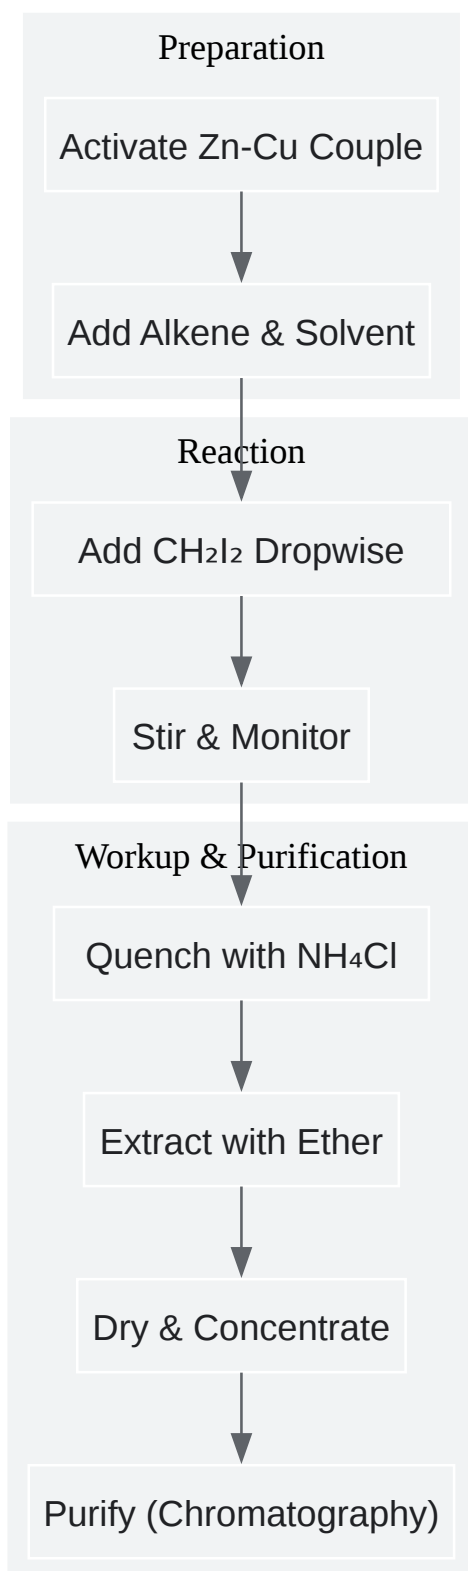 Preparation
Activate Zn-Cu Couple
Add Alkene & Solvent
Reaction
Add CH₂I₂ Dropwise
Stir & Monitor
Workup & Purification
Quench with NH₄Cl
Extract with Ether
Dry & Concentrate
Purify (Chromatography)